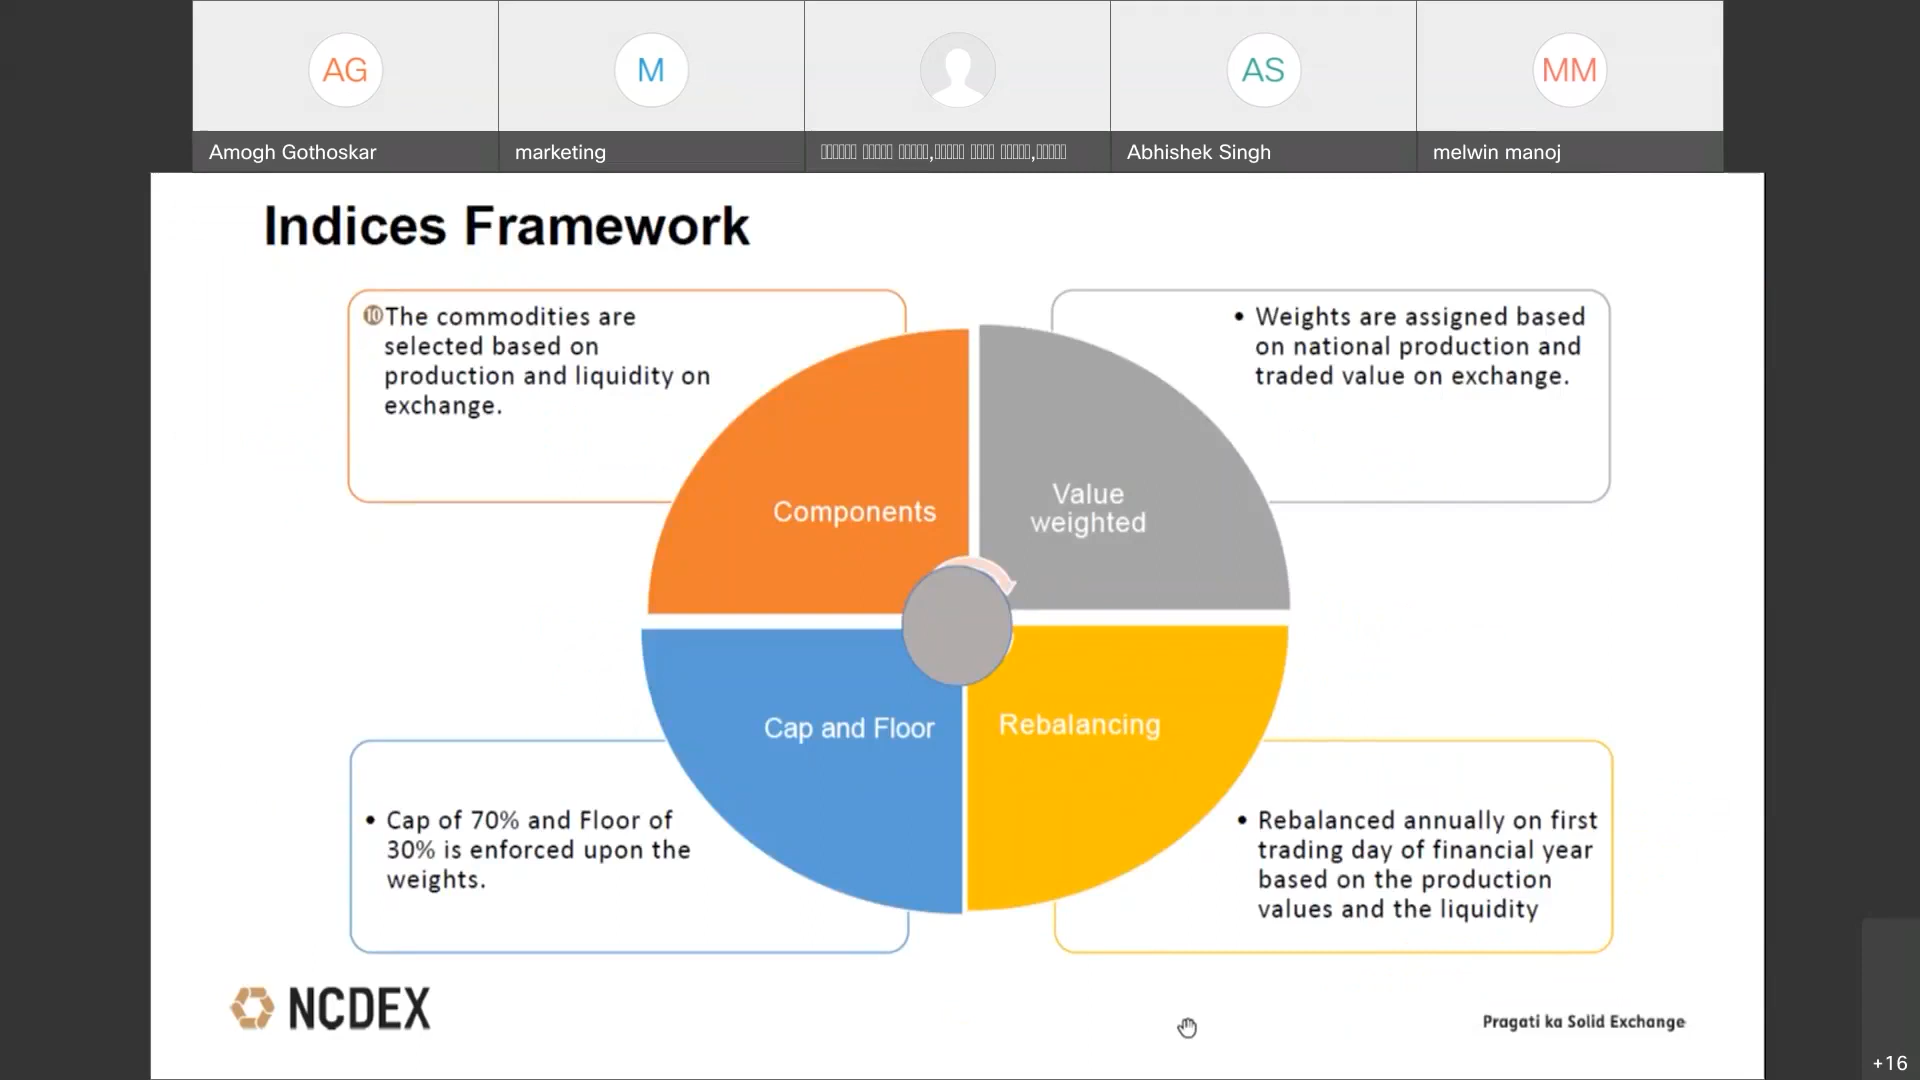 AG
M
AS
MM
Amogh Gothoskar
marketing
Abhishek Singh
melwin manoj
Indices Framework
⓾The commodities are
selected based on
production and liquidity on
exchange.
• Weights are assigned based
on national production and
traded value on exchange.
Components
Value
weighted
Cap and Floor
Rebalancing
• Cap of 70% and Floor of
30% is enforced upon the
weights.
• Rebalanced annually on first
trading day of financial year
based on the production
values and the liquidity
NCDEX
Pragati ka Solid Exchange
+16